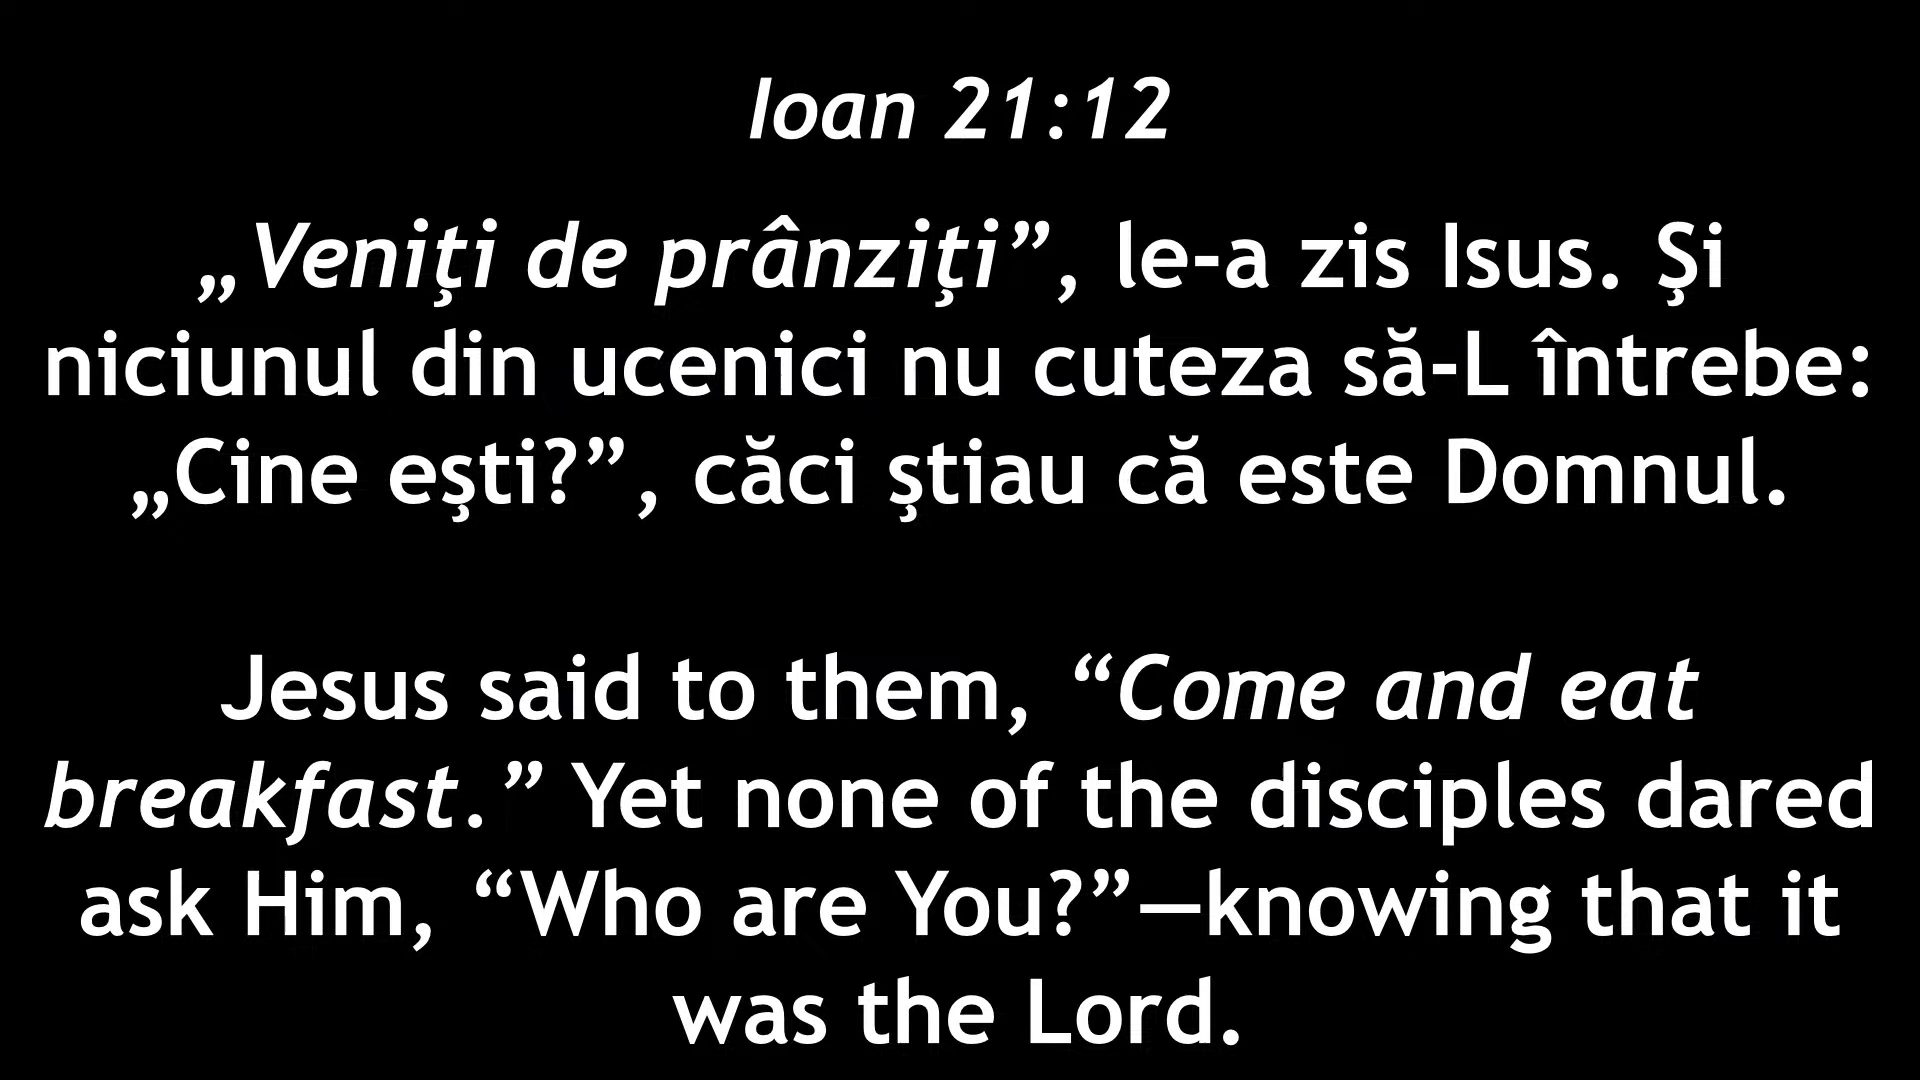 Ioan 21:12
„Veniţi de prânziţi”, le-a zis Isus. Şi
niciunul din ucenici nu cuteza să-L întrebe:
„Cine eşti?”, căci ştiau că este Domnul.
Jesus said to them, “Come and eat
breakfast.” Yet none of the disciples dared
ask Him, “Who are You?”—knowing that it
was the Lord.